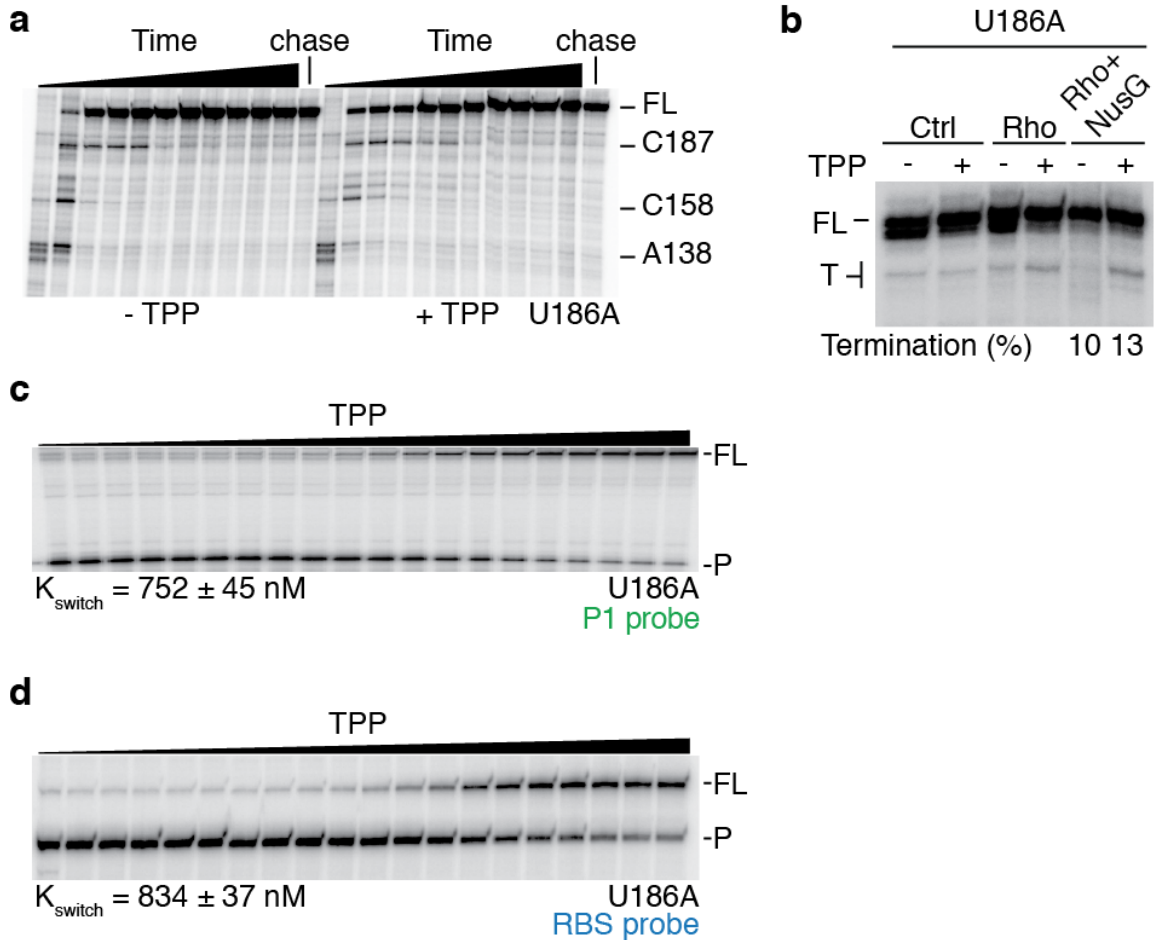 a
Time chase Time chase
FL
C187
C158
A138
- TPP + TPP U186A
b
U186A
Ctrl Rho Rho+ NusG
TPP - + - + - +
FL
T
Termination (%) 10 13
c
TPP
FL
P
Kswitch = 752 ± 45 nM U186A
P1 probe
d
TPP
FL
P
Kswitch = 834 ± 37 nM U186A
RBS probe